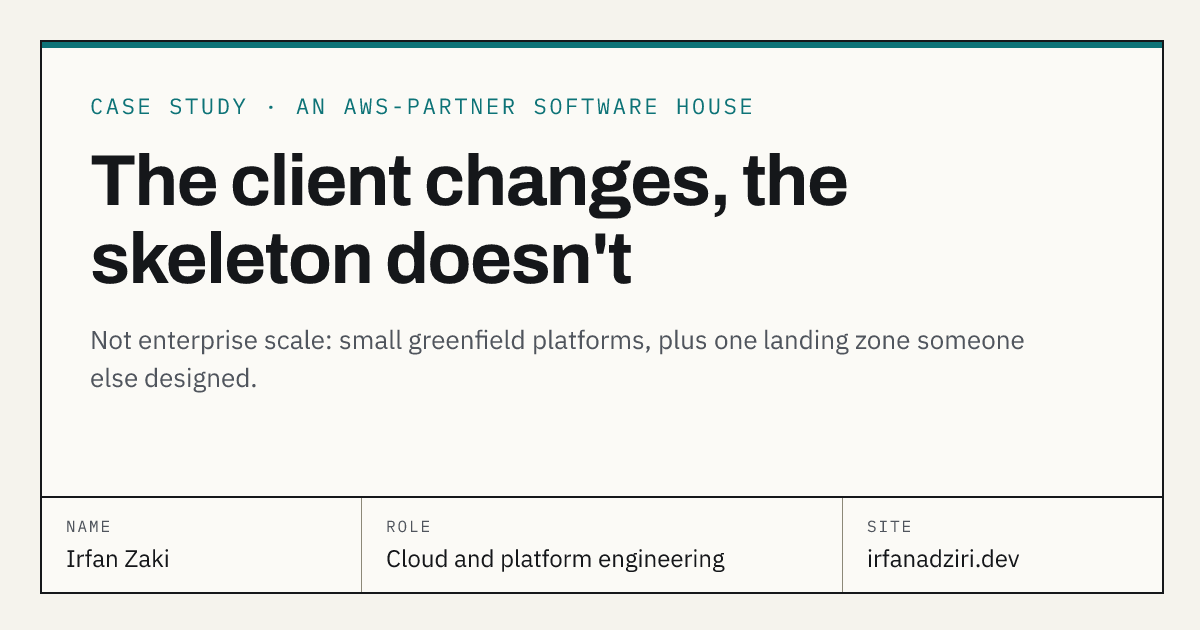 CASE STUDY · AN AWS-PARTNER SOFTWARE HOUSE
The client changes, the
skeleton doesn't
Not enterprise scale: small greenfield platforms, plus one landing zone someone
else designed.
NAME
Irfan Zaki
ROLE
Cloud and platform engineering
SITE
irfanadziri.dev